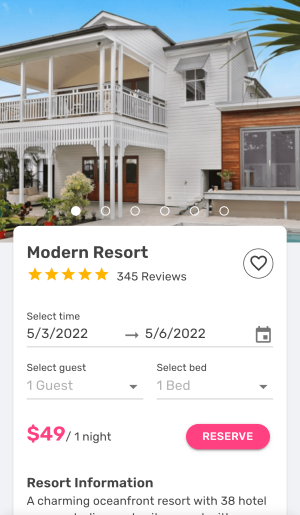 Modern Resort
345 Reviews
Select time
5/3/2022 → 5/6/2022
Select guest Select bed
1 Guest 1 Bed
$49/ 1 night RESERVE
Resort Information
A charming oceanfront resort with 38 hotel